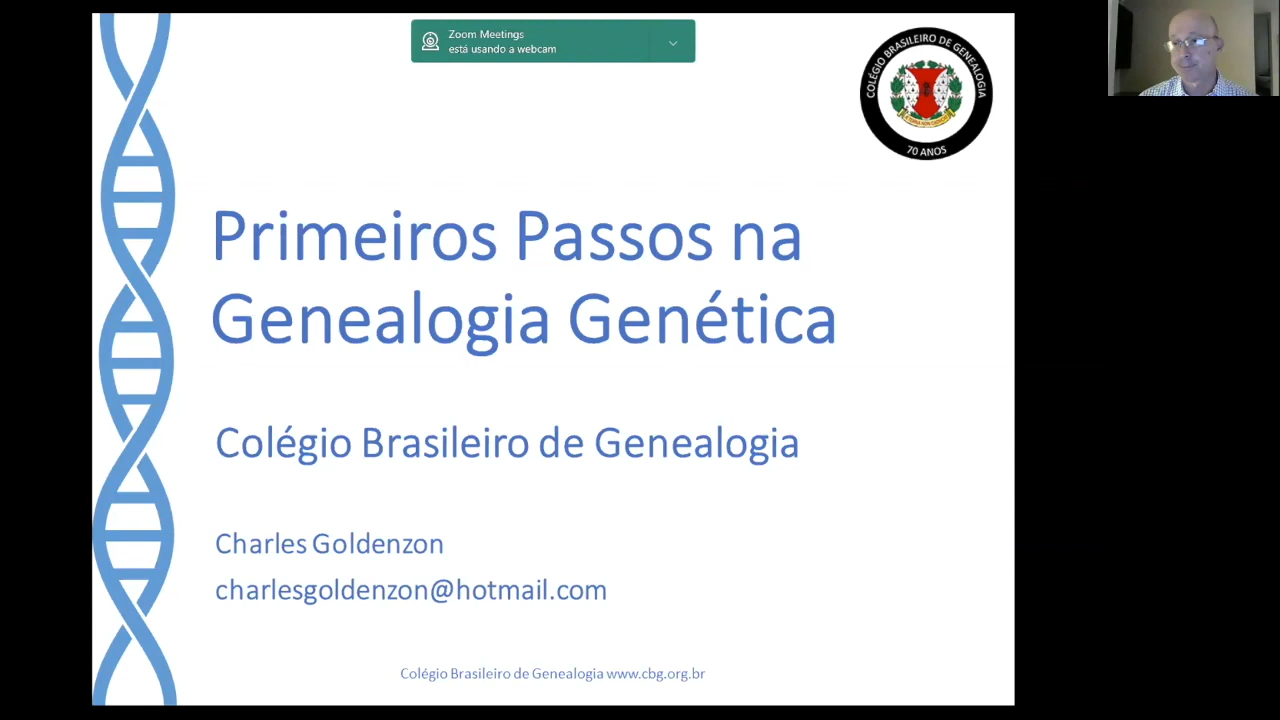 Zoom Meetings
está usando a webcam
COLÉGIO BRASILEIRO DE GENEALOGIA
70 ANOS
Primeiros Passos na
Genealogia Genética
Colégio Brasileiro de Genealogia
Charles Goldenzon
charlesgoldenzon@hotmail.com
Colégio Brasileiro de Genealogia www.cbg.org.br